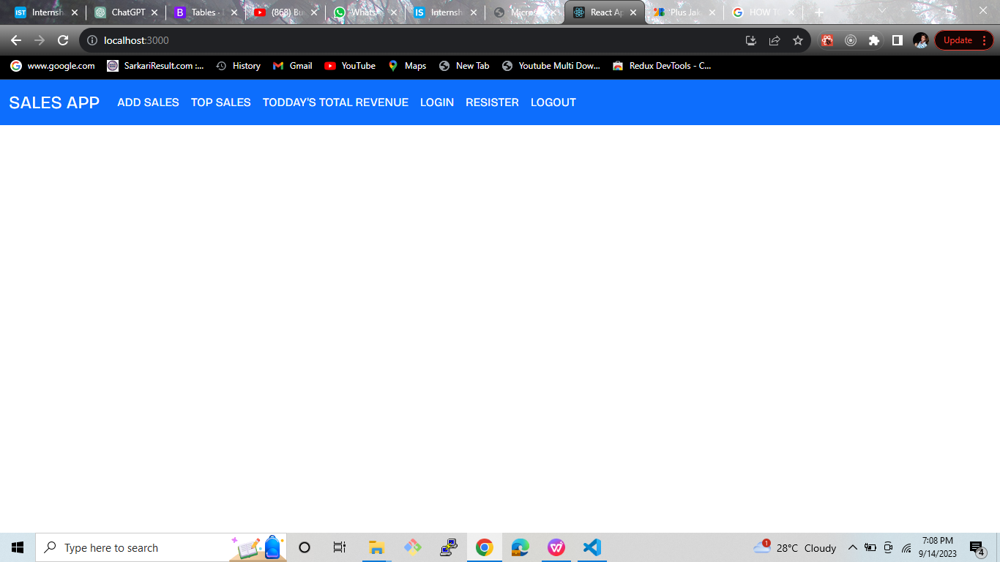 Internsh
ChatGPT
Tables -
(868) Bu
Whats
Internsh
Micros
React Ap
'Plus Jak
HOW T
localhost:3000
Update
www.google.com
SarkariResult.com :...
History
Gmail
YouTube
Maps
New Tab
Youtube Multi Dow...
Redux DevTools - C...
SALES APP ADD SALES TOP SALES TODDAY'S TOTAL REVENUE LOGIN RESISTER LOGOUT
Type here to search
1
28°C Cloudy
7:08 PM
9/14/2023
4